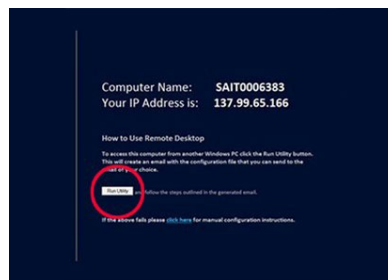 Computer Name: SAIT0006383
Your IP Address is: 137.99.65.166
How to Use Remote Desktop
To access this computer from another Windows PC click the Run Utility button.
This will create an email with the configuration file that you can send to the
email of your choice.
Run Utility and follow the steps outlined in the generated email.
If the above fails please click here for manual configuration instructions.